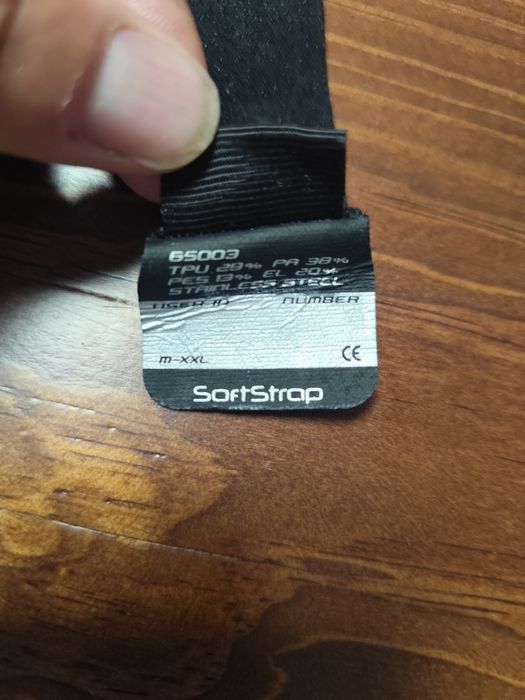 65003
TPU 29% PA 38%
PES 13% EL 20%
STAINLESS STEEL
USER ID NUMBER
M-XXL CE
SoftStrap